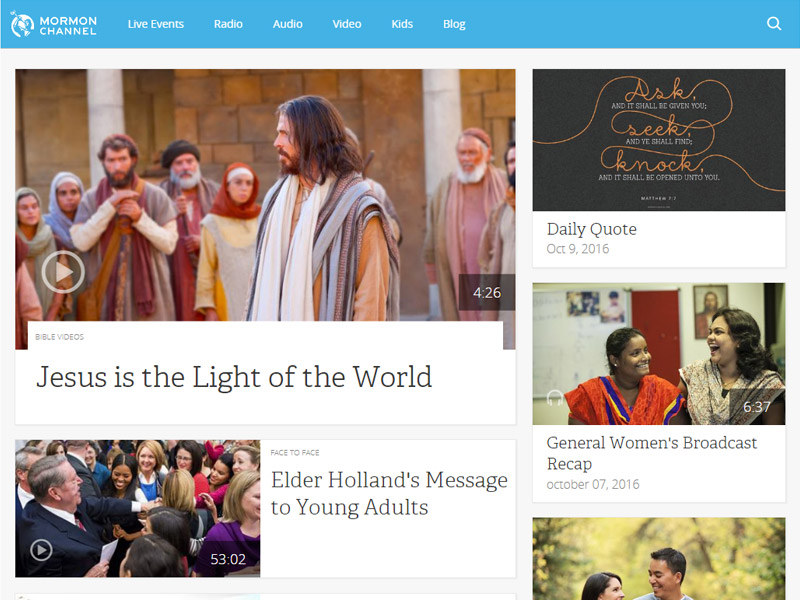 MORMON
CHANNEL
Live Events
Radio
Audio
Video
Kids
Blog
4:26
BIBLE VIDEOS
Jesus is the Light of the World
FACE TO FACE
Elder Holland's Message
to Young Adults
53:02
Ask,
AND IT SHALL BE GIVEN YOU;
seek,
AND YE SHALL FIND;
knock,
AND IT SHALL BE OPENED UNTO YOU.
MATTHEW 7:7
Daily Quote
Oct 9, 2016
6:37
General Women's Broadcast
Recap
october 07, 2016